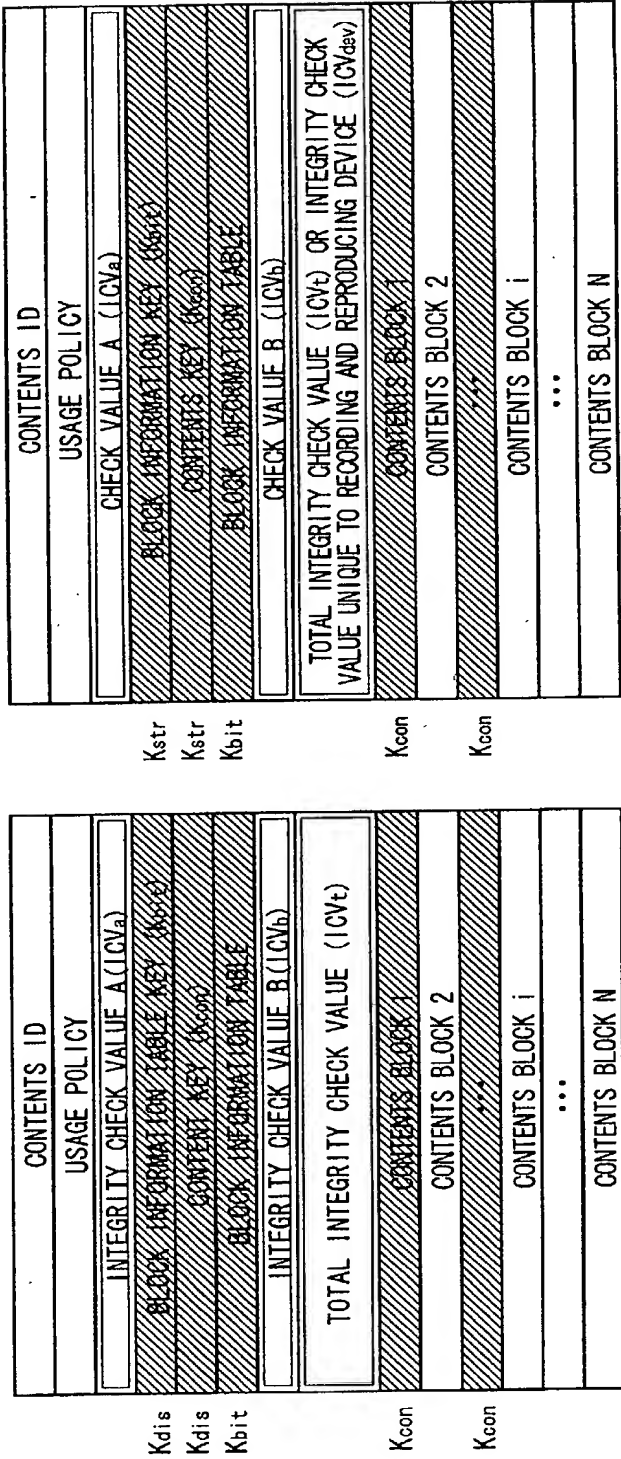 CONTENTS ID
USAGE POLICY
INTEGRITY CHECK VALUE A(ICVa)
Kdis BLOCK INFORMATION TABLE KEY (Kbit)
Kdis CONTENT KEY (Kcon)
Kbit BLOCK INFORMATION TABLE
INTEGRITY CHECK VALUE B(ICVb)
TOTAL INTEGRITY CHECK VALUE (ICVt)
Kcon CONTENTS BLOCK 1
CONTENTS BLOCK 2
Kcon ...
CONTENTS BLOCK i
...
CONTENTS BLOCK N
CONTENTS ID
USAGE POLICY
CHECK VALUE A (ICVa)
Kstr BLOCK INFORMATION KEY (Kbit)
Kstr CONTENTS KEY (Kcon)
Kbit BLOCK INFORMATION TABLE
CHECK VALUE B (ICVb)
TOTAL INTEGRITY CHECK VALUE (ICVt) OR INTEGRITY CHECK
VALUE UNIQUE TO RECORDING AND REPRODUCING DEVICE (ICVdev)
Kcon CONTENTS BLOCK 1
CONTENTS BLOCK 2
Kcon ...
CONTENTS BLOCK i
...
CONTENTS BLOCK N